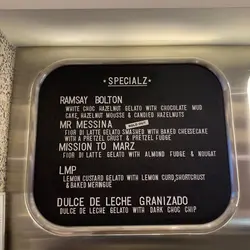 • SPECIALZ •
RAMSAY BOLTON
WHITE CHOC HAZELNUT GELATO WITH CHOCOLATE MUD
CAKE, HAZELNUT MOUSSE & CANDIED HAZELNUTS
MR MESSINA
FIOR DI LATTE GELATO SMASHED WITH BAKED CHEESECAKE
WITH A PRETZEL CRUST & PRETZEL FUDGE
MISSION TO MARZ
FIOR DI LATTE GELATO WITH ALMOND FUDGE & NOUGAT
LMP
LEMON CUSTARD GELATO WITH LEMON CURD, SHORTCRUST
& BAKED MERINGUE
DULCE DE LECHE GRANIZADO
DULCE DE LECHE GELATO WITH DARK CHOC CHIP